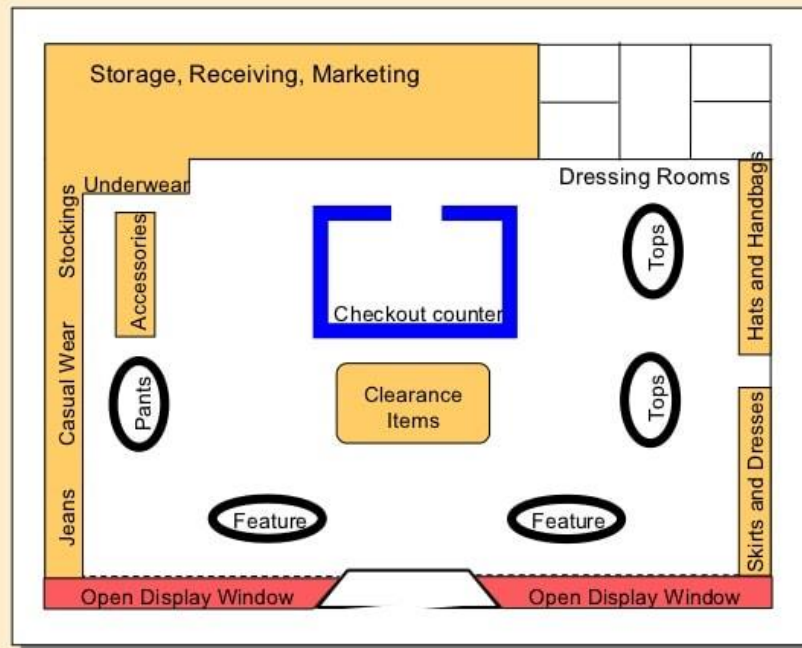 Storage, Receiving, Marketing
Underwear
Dressing Rooms
Stockings
Accessories
Tops
Hats and Handbags
Checkout counter
Casual Wear
Pants
Clearance
Items
Tops
Jeans
Feature
Feature
Skirts and Dresses
Open Display Window
Open Display Window